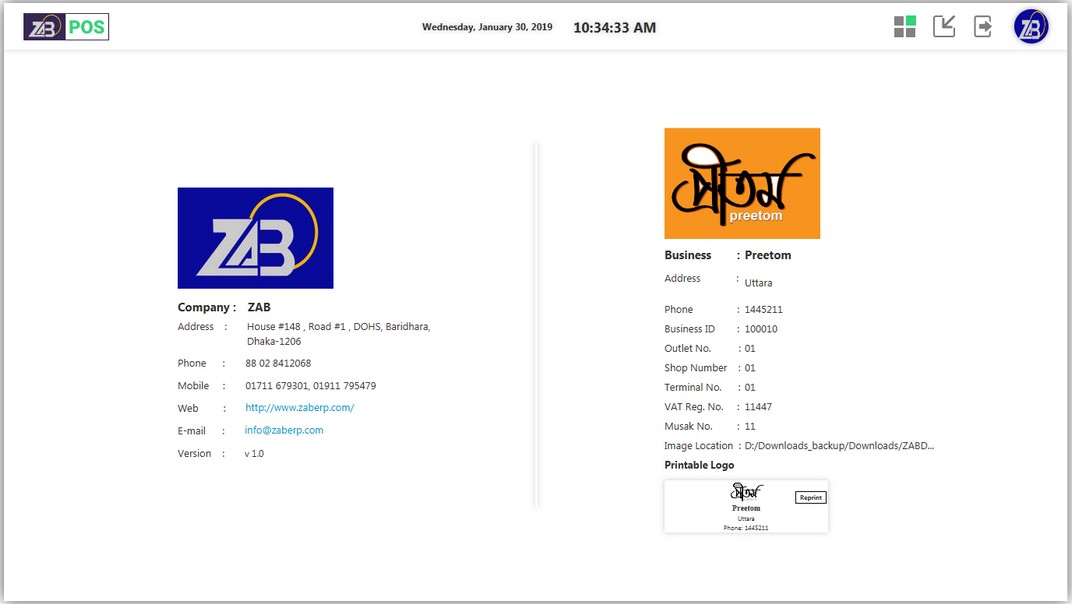 ZAB POS
Wednesday, January 30, 2019
10:34:33 AM
ZAB
ZAB
Company : ZAB
Address : House #148 , Road #1 , DOHS, Baridhara,
Dhaka-1206
Phone : 88 02 8412068
Mobile : 01711 679301, 01911 795479
Web : http://www.zaberp.com/
E-mail : info@zaberp.com
Version : v 1.0
প্রীতম
preetom
Business : Preetom
Address : Uttara
Phone : 1445211
Business ID : 100010
Outlet No. : 01
Shop Number : 01
Terminal No. : 01
VAT Reg. No. : 11447
Musak No. : 11
Image Location : D:/Downloads_backup/Downloads/ZABD...
Printable Logo
প্রীতম
Reprint
Preetom
Uttara
Phone: 1445211